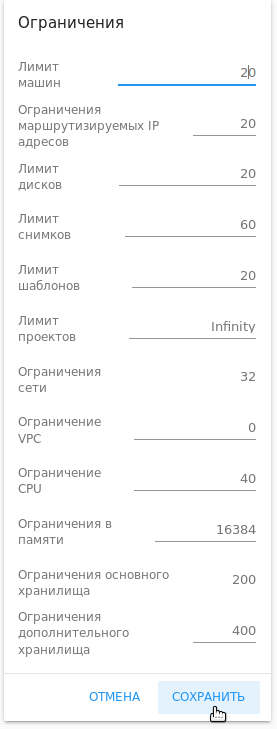 Ограничения
Лимит
машин
20
Ограничения
маршрутизируемых IP
адресов
20
Лимит
дисков
20
Лимит
снимков
60
Лимит
шаблонов
20
Лимит
проектов
Infinity
Ограничения
сети
32
Ограничение
VPC
0
Ограничение
CPU
40
Ограничения в
памяти
16384
Ограничения основного
хранилища
200
Ограничения
дополнительного
хранилища
400
ОТМЕНА СОХРАНИТЬ